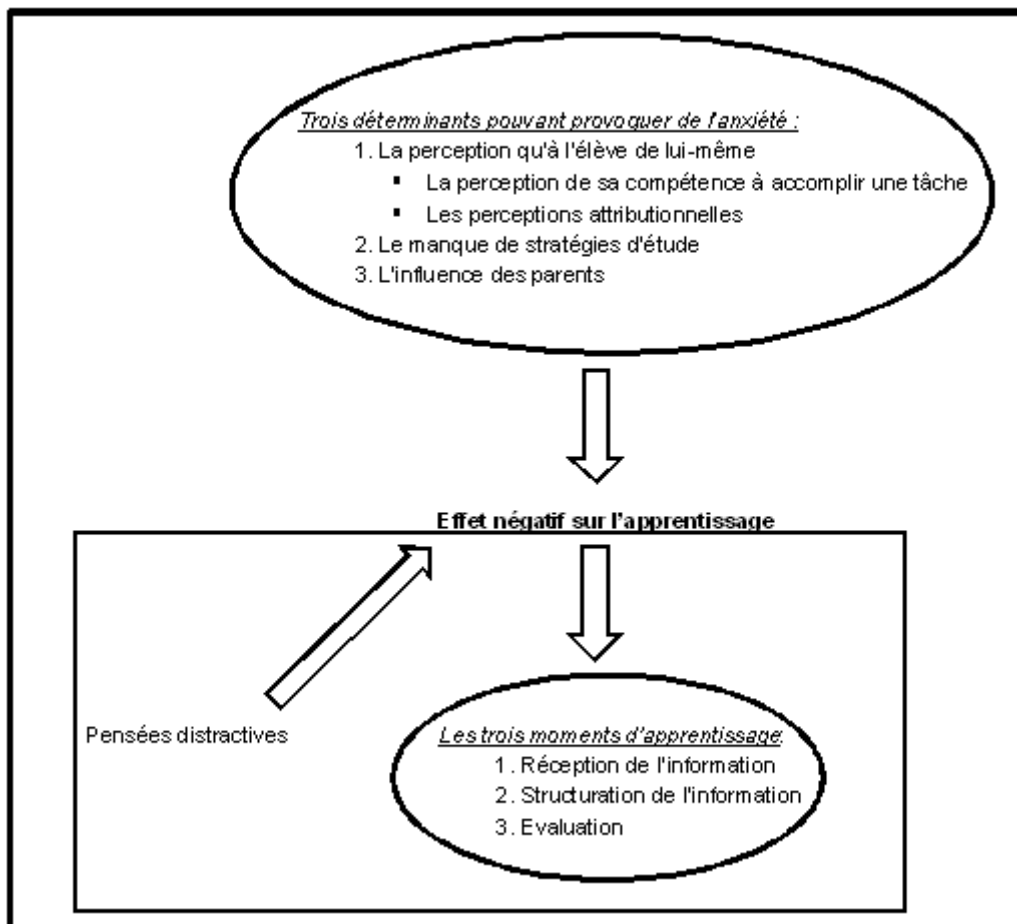 Trois déterminants pouvant provoquer de l'anxiété :
1. La perception qu'à l'élève de lui-même
▪ La perception de sa compétence à accomplir une tâche
▪ Les perceptions attributionnelles
2. Le manque de stratégies d'étude
3. L'influence des parents
Effet négatif sur l'apprentissage
Pensées distractives
Les trois moments d'apprentissage:
1. Réception de l'information
2. Structuration de l'information
3. Evaluation